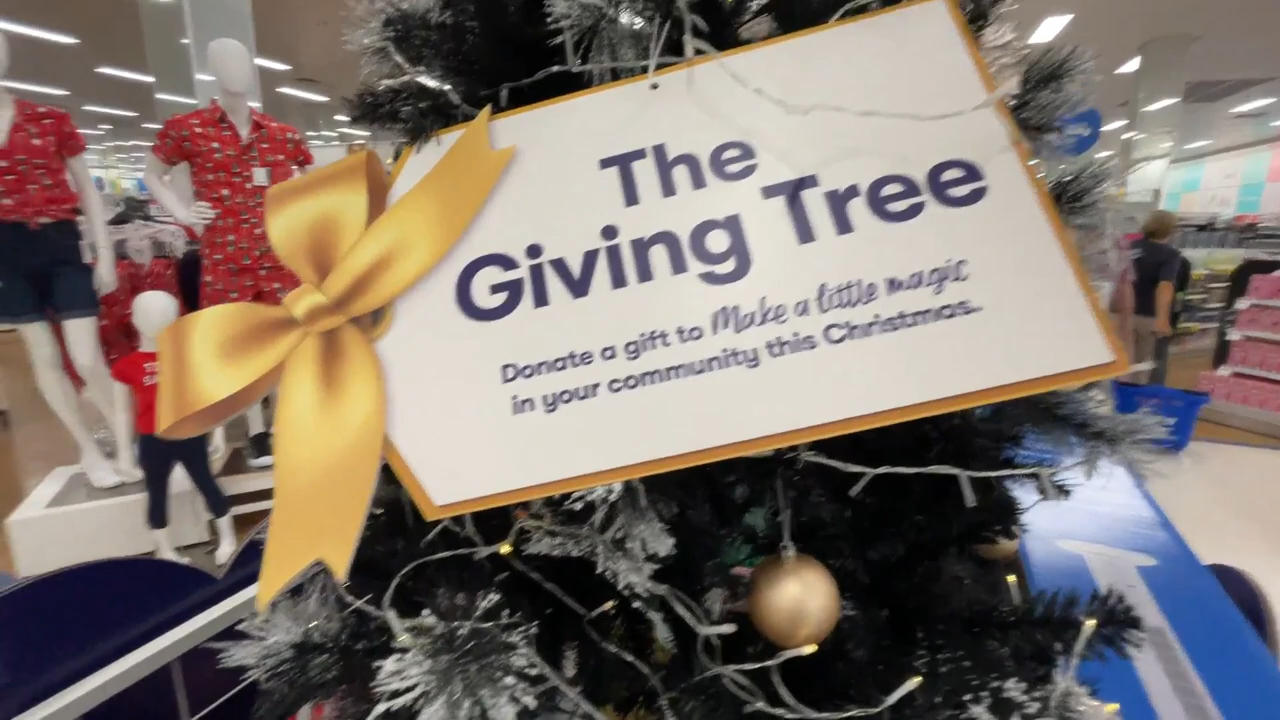 The
Giving Tree
Donate a gift to Make a little magic
in your community this Christmas.